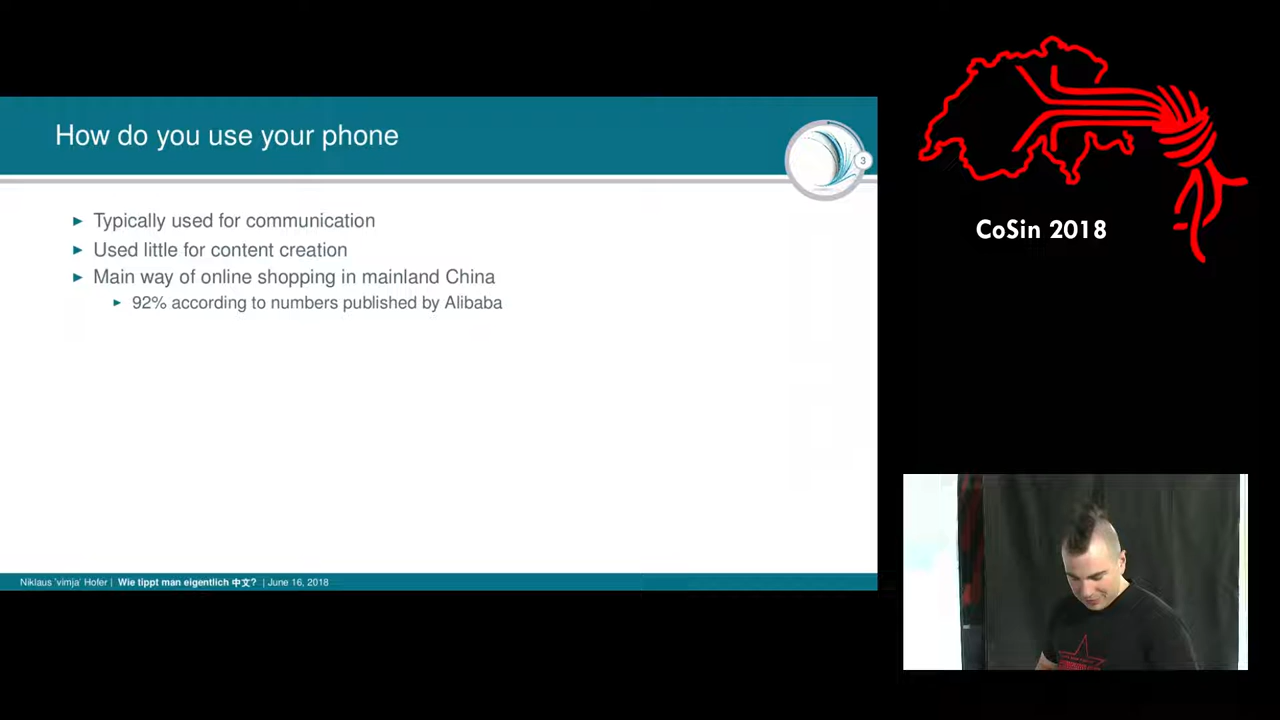 How do you use your phone
3
Typically used for communication
Used little for content creation
Main way of online shopping in mainland China
92% according to numbers published by Alibaba
Niklaus 'vimja' Hofer | Wie tippt man eigentlich 中文? | June 16, 2018
CoSin 2018